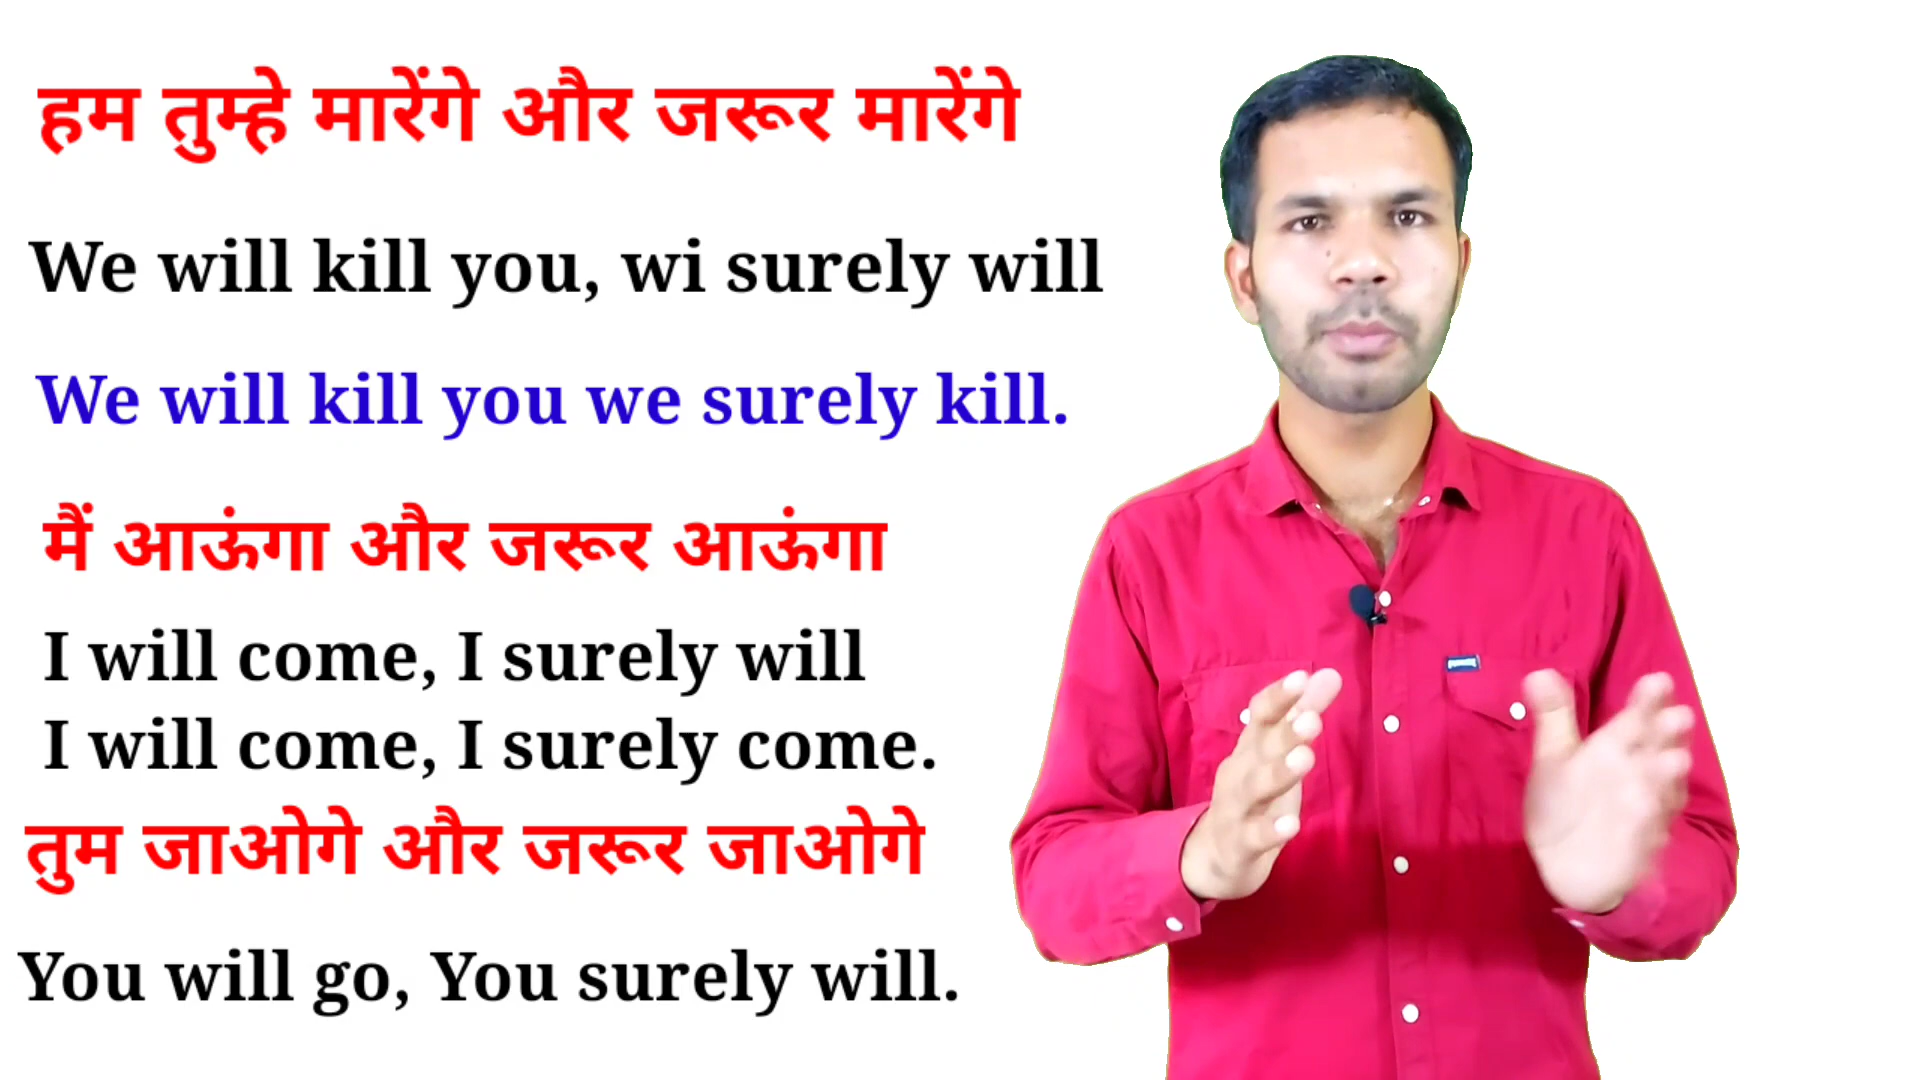 हम तुम्हे मारेंगे और जरूर मारेंगे
We will kill you, wi surely will
We will kill you we surely kill.
मैं आऊंगा और जरूर आऊंगा
I will come, I surely will
I will come, I surely come.
तुम जाओगे और जरूर जाओगे
You will go, You surely will.